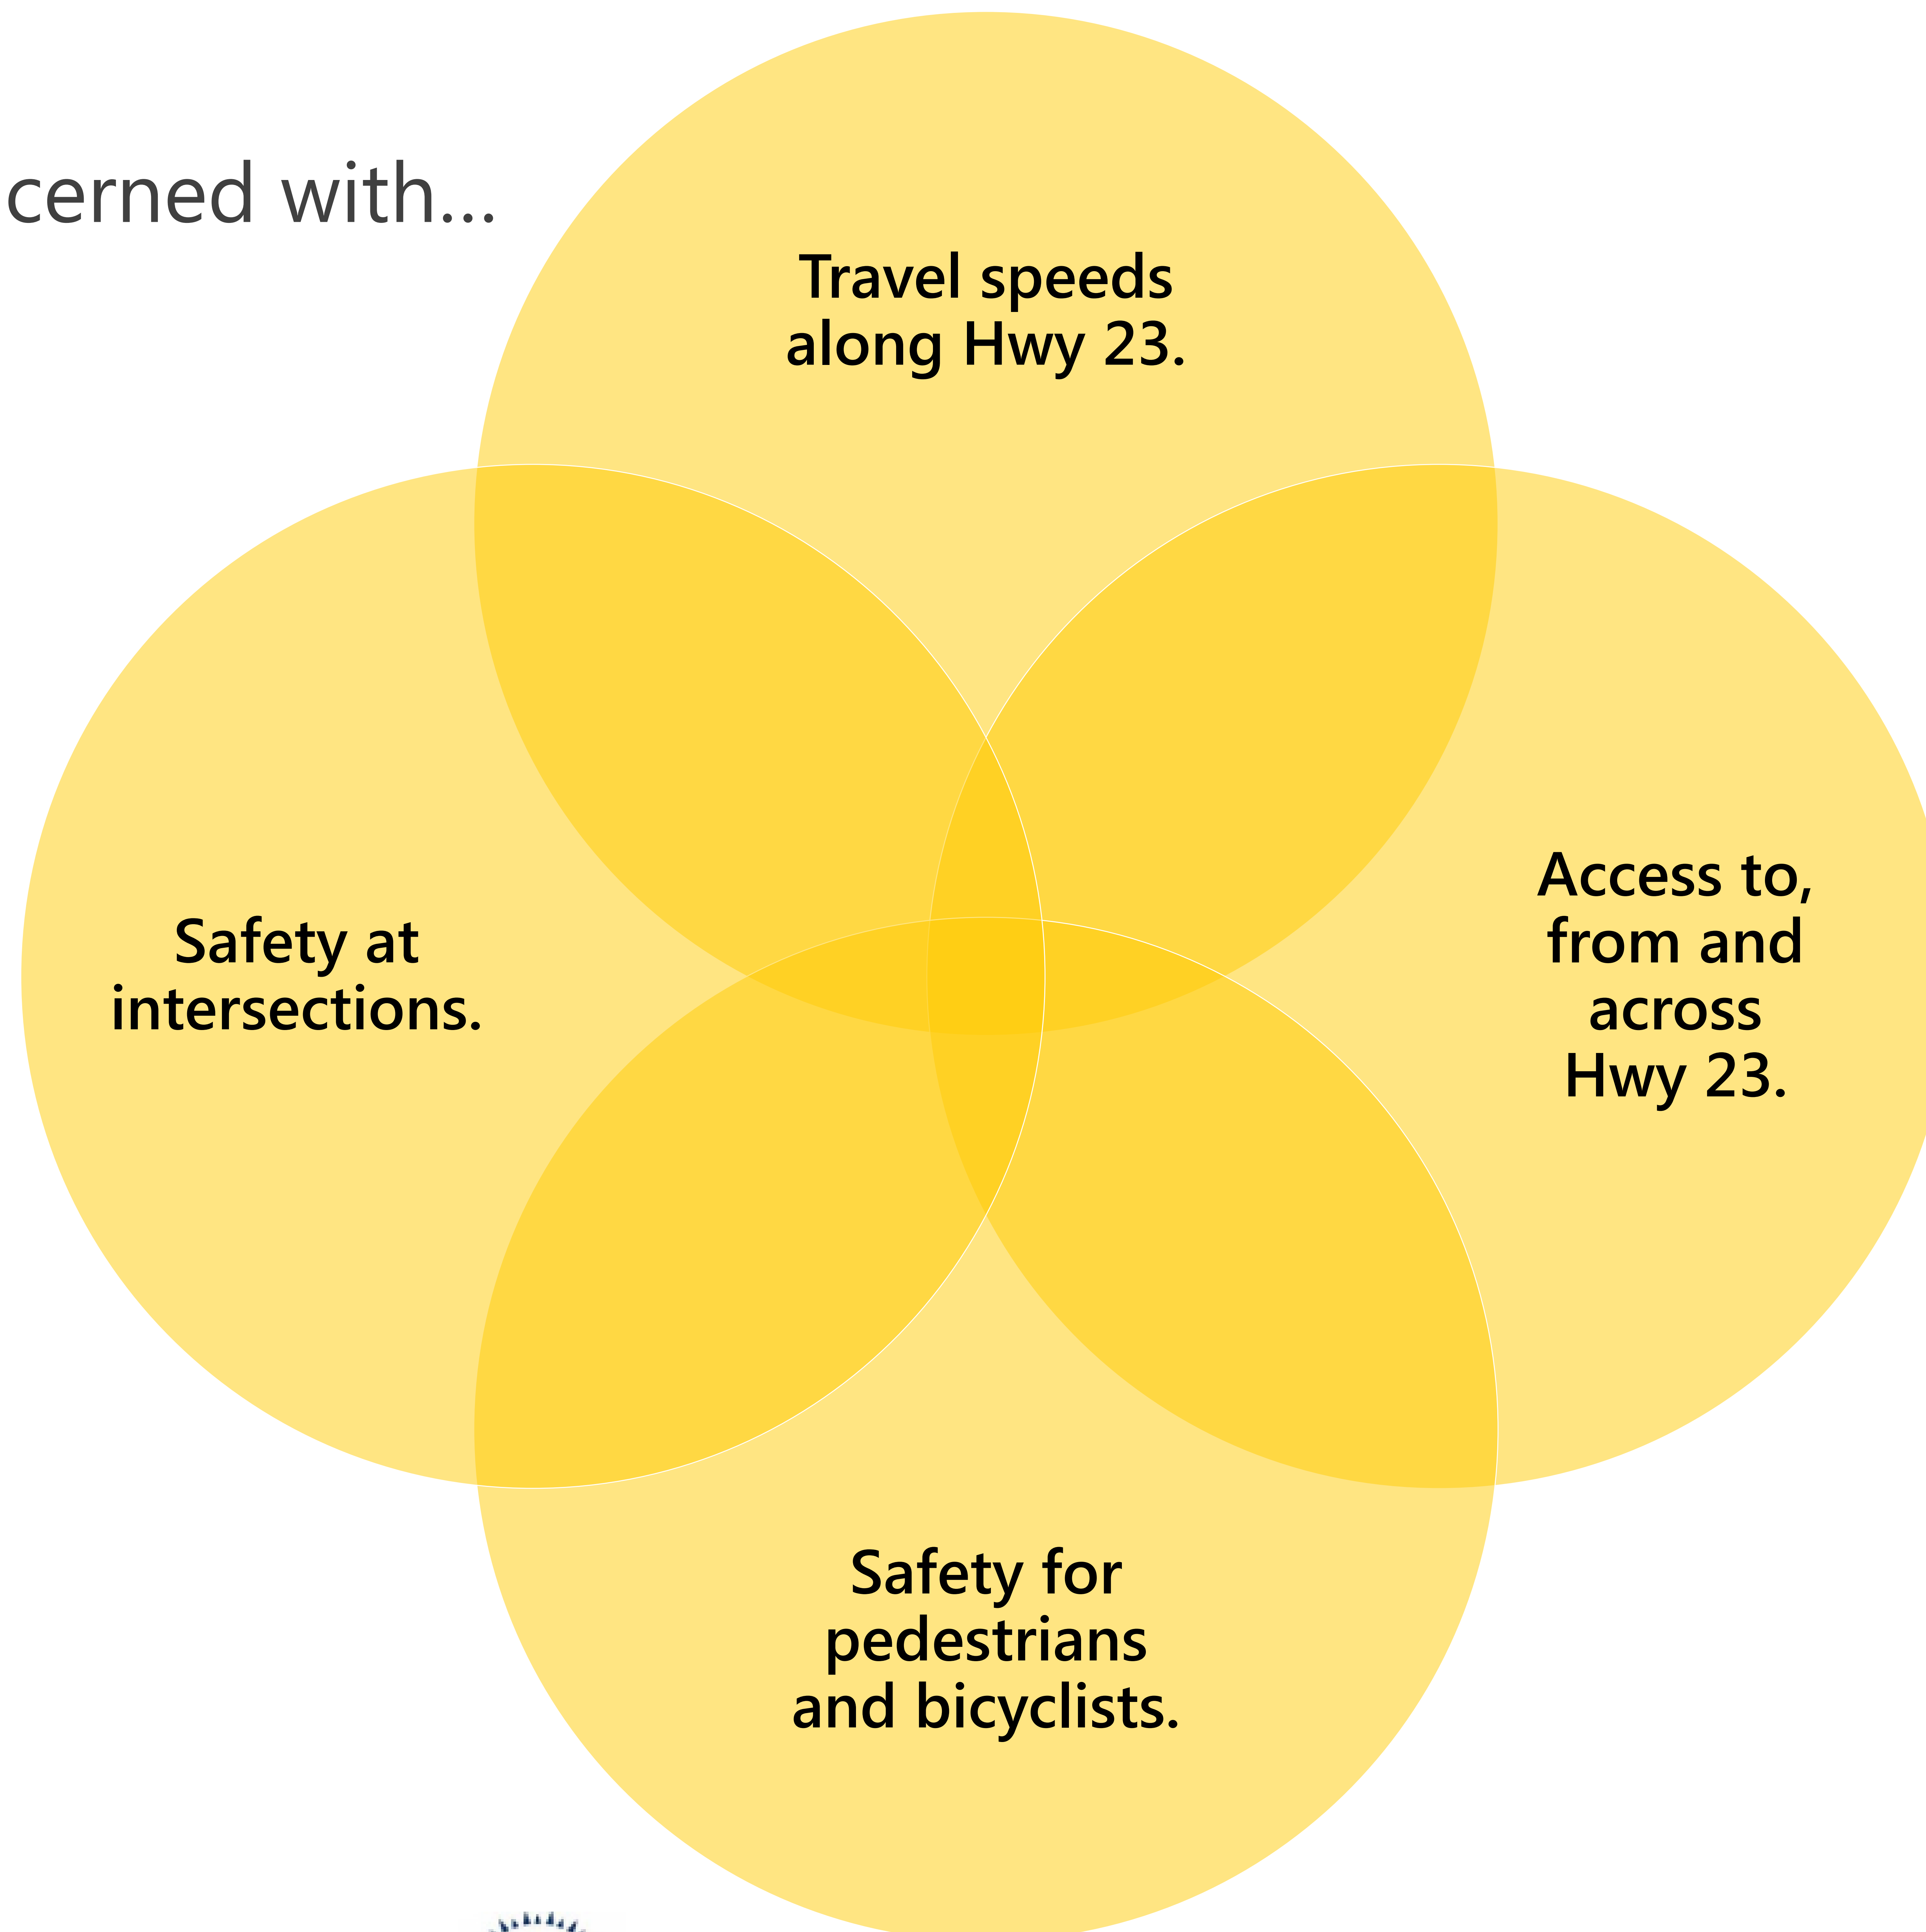 cerned with...
Travel speeds
along Hwy 23.
Safety at
intersections.
Access to,
from and
across
Hwy 23.
Safety for
pedestrians
and bicyclists.